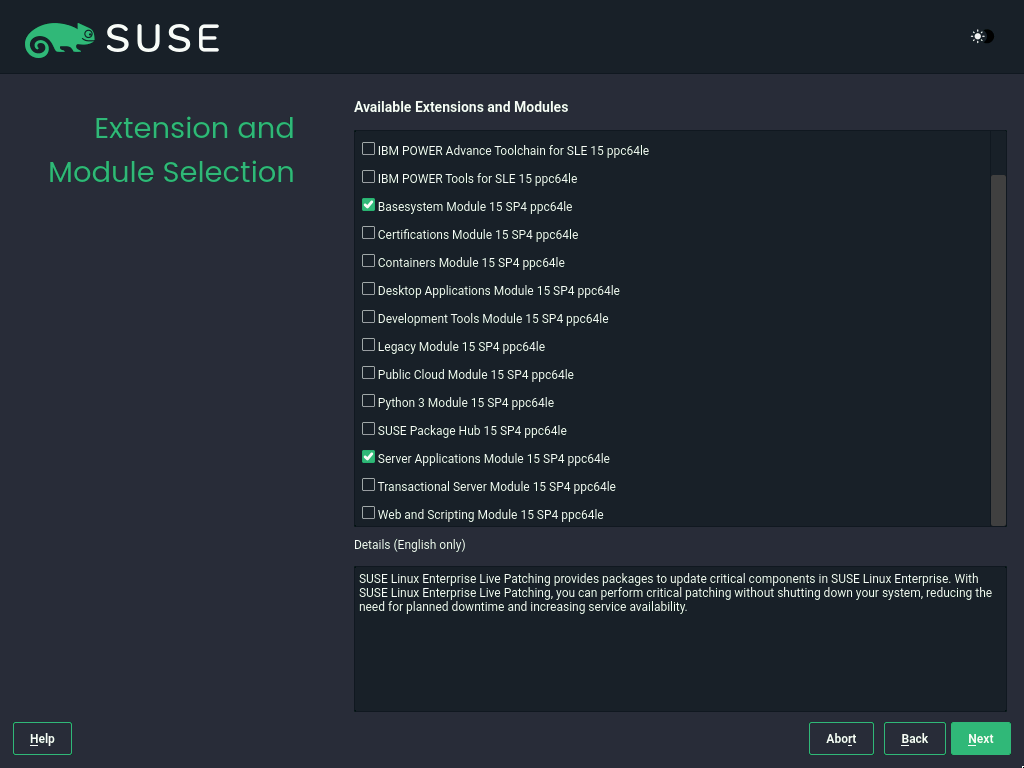 SUSE
Extension and
Module Selection
Available Extensions and Modules
IBM POWER Advance Toolchain for SLE 15 ppc64le
IBM POWER Tools for SLE 15 ppc64le
Basesystem Module 15 SP4 ppc64le
Certifications Module 15 SP4 ppc64le
Containers Module 15 SP4 ppc64le
Desktop Applications Module 15 SP4 ppc64le
Development Tools Module 15 SP4 ppc64le
Legacy Module 15 SP4 ppc64le
Public Cloud Module 15 SP4 ppc64le
Python 3 Module 15 SP4 ppc64le
SUSE Package Hub 15 SP4 ppc64le
Server Applications Module 15 SP4 ppc64le
Transactional Server Module 15 SP4 ppc64le
Web and Scripting Module 15 SP4 ppc64le
Details (English only)
SUSE Linux Enterprise Live Patching provides packages to update critical components in SUSE Linux Enterprise. With
SUSE Linux Enterprise Live Patching, you can perform critical patching without shutting down your system, reducing the
need for planned downtime and increasing service availability.
Help
Abort
Back
Next